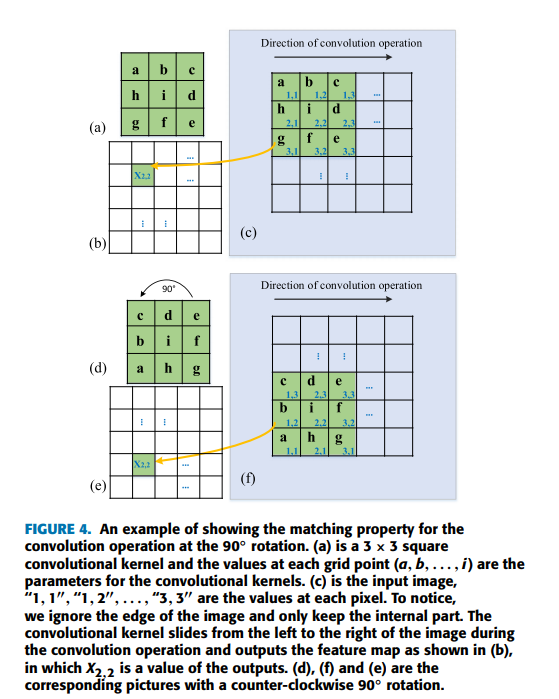 Direction of convolution operation
a b c
h i d
g f e
(a)
a b c
1,1 1,2 1,3 ...
h i d
2,1 2,2 2,3 ...
g f e
3,1 3,2 3,3
...
X2,2 ...
⋮ ⋮
(b)
⋮ ⋮
(c)
90°
Direction of convolution operation
c d e
b i f
a h g
(d)
⋮ ⋮
c d e
1,3 2,3 3,3 ...
b i f
1,2 2,2 3,2 ...
a h g
1,1 2,1 3,1
⋮ ⋮
X2,2 ...
...
(e)
(f)
FIGURE 4. An example of showing the matching property for the
convolution operation at the 90° rotation. (a) is a 3 × 3 square
convolutional kernel and the values at each grid point (a, b, . . . , i) are the
parameters for the convolutional kernels. (c) is the input image,
“1, 1”, “1, 2”, . . . , “3, 3” are the values at each pixel. To notice,
we ignore the edge of the image and only keep the internal part. The
convolutional kernel slides from the left to the right of the image during
the convolution operation and outputs the feature map as shown in (b),
in which X2,2 is a value of the outputs. (d), (f) and (e) are the
corresponding pictures with a counter-clockwise 90° rotation.